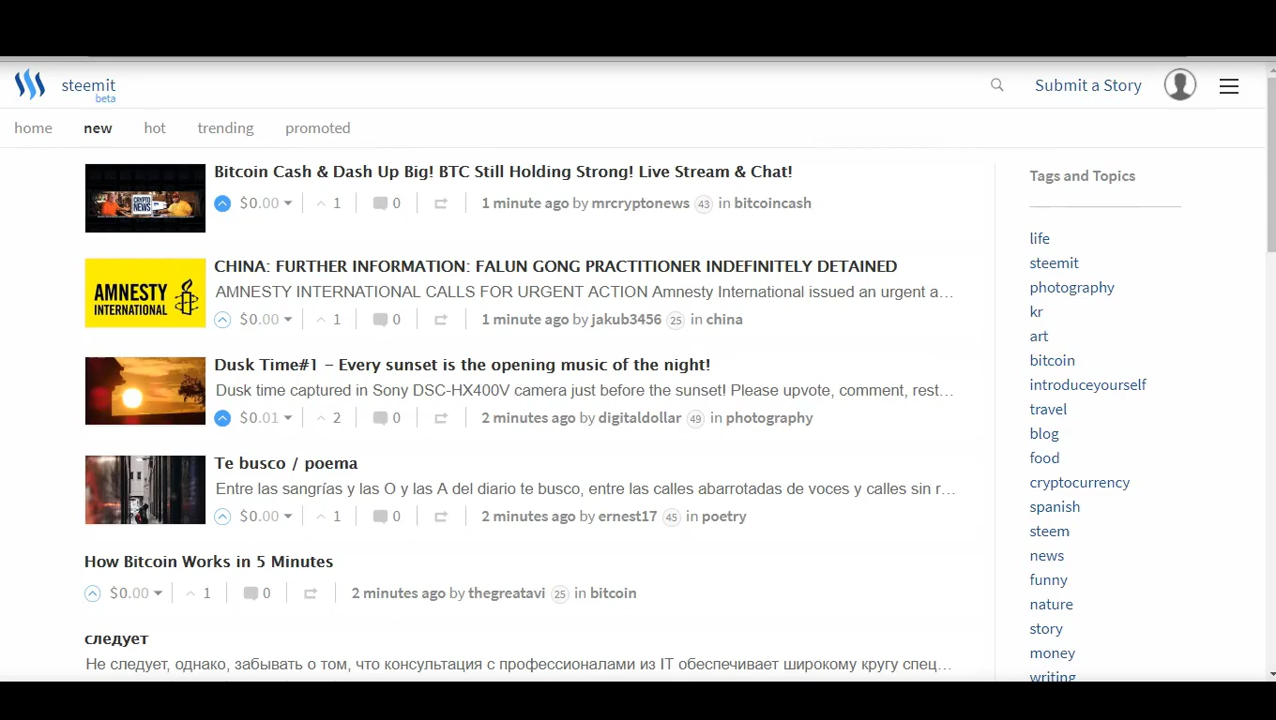 steemit
beta
Submit a Story
home new hot trending promoted
Bitcoin Cash & Dash Up Big! BTC Still Holding Strong! Live Stream & Chat!
$0.00 1 0 1 minute ago by mrcryptonews 43 in bitcoincash
CRYPTO NEWS
CHINA: FURTHER INFORMATION: FALUN GONG PRACTITIONER INDEFINITELY DETAINED
AMNESTY INTERNATIONAL CALLS FOR URGENT ACTION Amnesty International issued an urgent a…
AMNESTY
INTERNATIONAL
$0.00 1 0 1 minute ago by jakub3456 25 in china
Dusk Time#1 – Every sunset is the opening music of the night!
Dusk time captured in Sony DSC-HX400V camera just before the sunset! Please upvote, comment, rest…
$0.01 2 0 2 minutes ago by digitaldollar 49 in photography
Te busco / poema
Entre las sangrías y las O y las A del diario te busco, entre las calles abarrotadas de voces y calles sin r…
$0.00 1 0 2 minutes ago by ernest17 45 in poetry
How Bitcoin Works in 5 Minutes
$0.00 1 0 2 minutes ago by thegreatavi 25 in bitcoin
следует
Не следует, однако, забывать о том, что консультация с профессионалами из IT обеспечивает широкому кругу спец…
Tags and Topics
life
steemit
photography
kr
art
bitcoin
introduceyourself
travel
blog
food
cryptocurrency
spanish
steem
news
funny
nature
story
money
writing